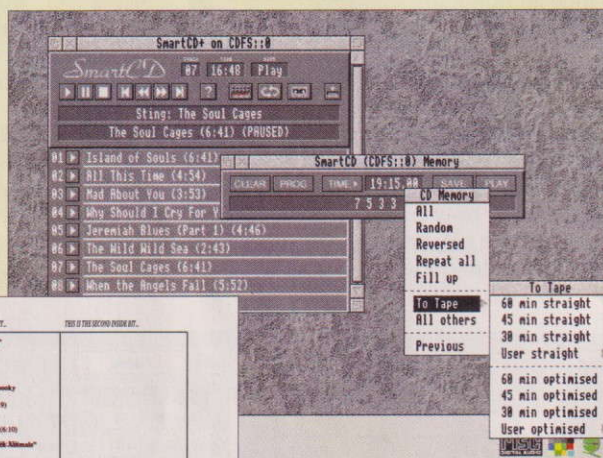 SmartCD+ on CDFS::0
SmartCD
07 16:48 Play
?
Sting: The Soul Cages
The Soul Cages (6:41) (PAUSED)
01 Island of Souls (6:41)
02 All This Time (4:54)
03 Mad About You (3:53)
04 Why Should I Cry For Y
05 Jeremiah Blues (Part 1) (4:46)
06 The Wild Wild Sea (2:43)
07 The Soul Cages (6:41)
08 When the Angels Fall (5:52)
SmartCD (CDFS::0) Memory
CLEAR PROG TIME 19:15.00 SAVE PLAY
7 5 3 3
CD Memory
All
Random
Reversed
Repeat all
Fill up
To Tape
All others
Previous
To Tape
60 min straight
45 min straight
30 min straight
User straight
60 min optimised
45 min optimised
30 min optimised
User optimised
THIS IS THE SECOND INSIDE BIT...
(6:10)
DIGITAL AUDIO